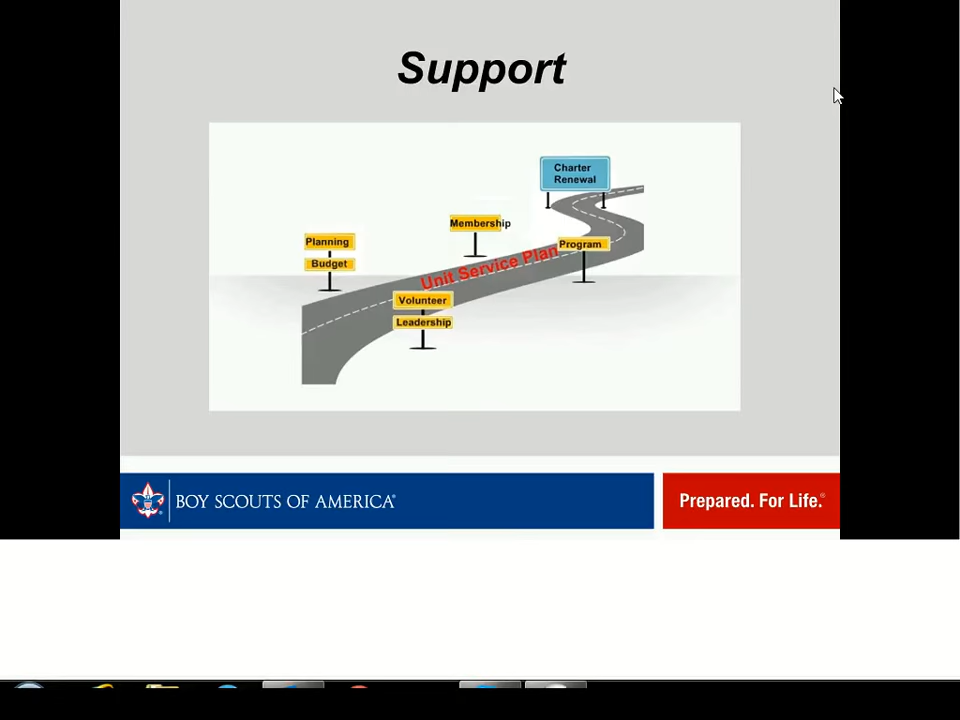 Support
Charter
Renewal
Membership
Planning
Budget
Program
Unit Service Plan
Volunteer
Leadership
BOY SCOUTS OF AMERICA®
Prepared. For Life.®